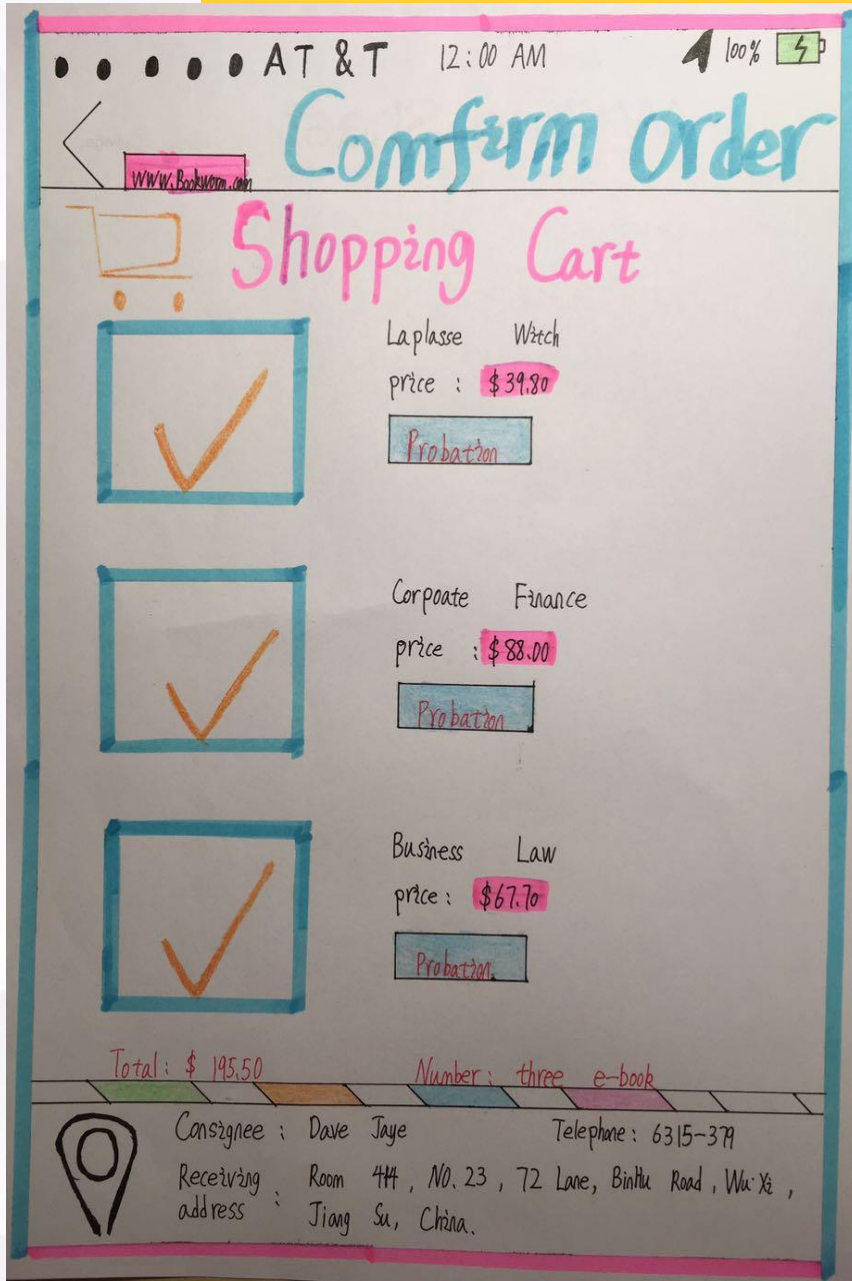 AT&T 12:00 AM 100%
www.Bookworm.com
Comfirm order
Shopping Cart
Laplasse Witch
price : $39.80
Probation
Corpoate Finance
price : $88.00
Probation
Business Law
price : $67.70
Probation
Total : $ 195.50 Number : three e-book
Consignee : Dave Jaye Telephone : 6315-379
Receiving address : Room 414 , NO. 23 , 72 Lane, BinHu Road , Wu Xi ,
Jiang Su, China.